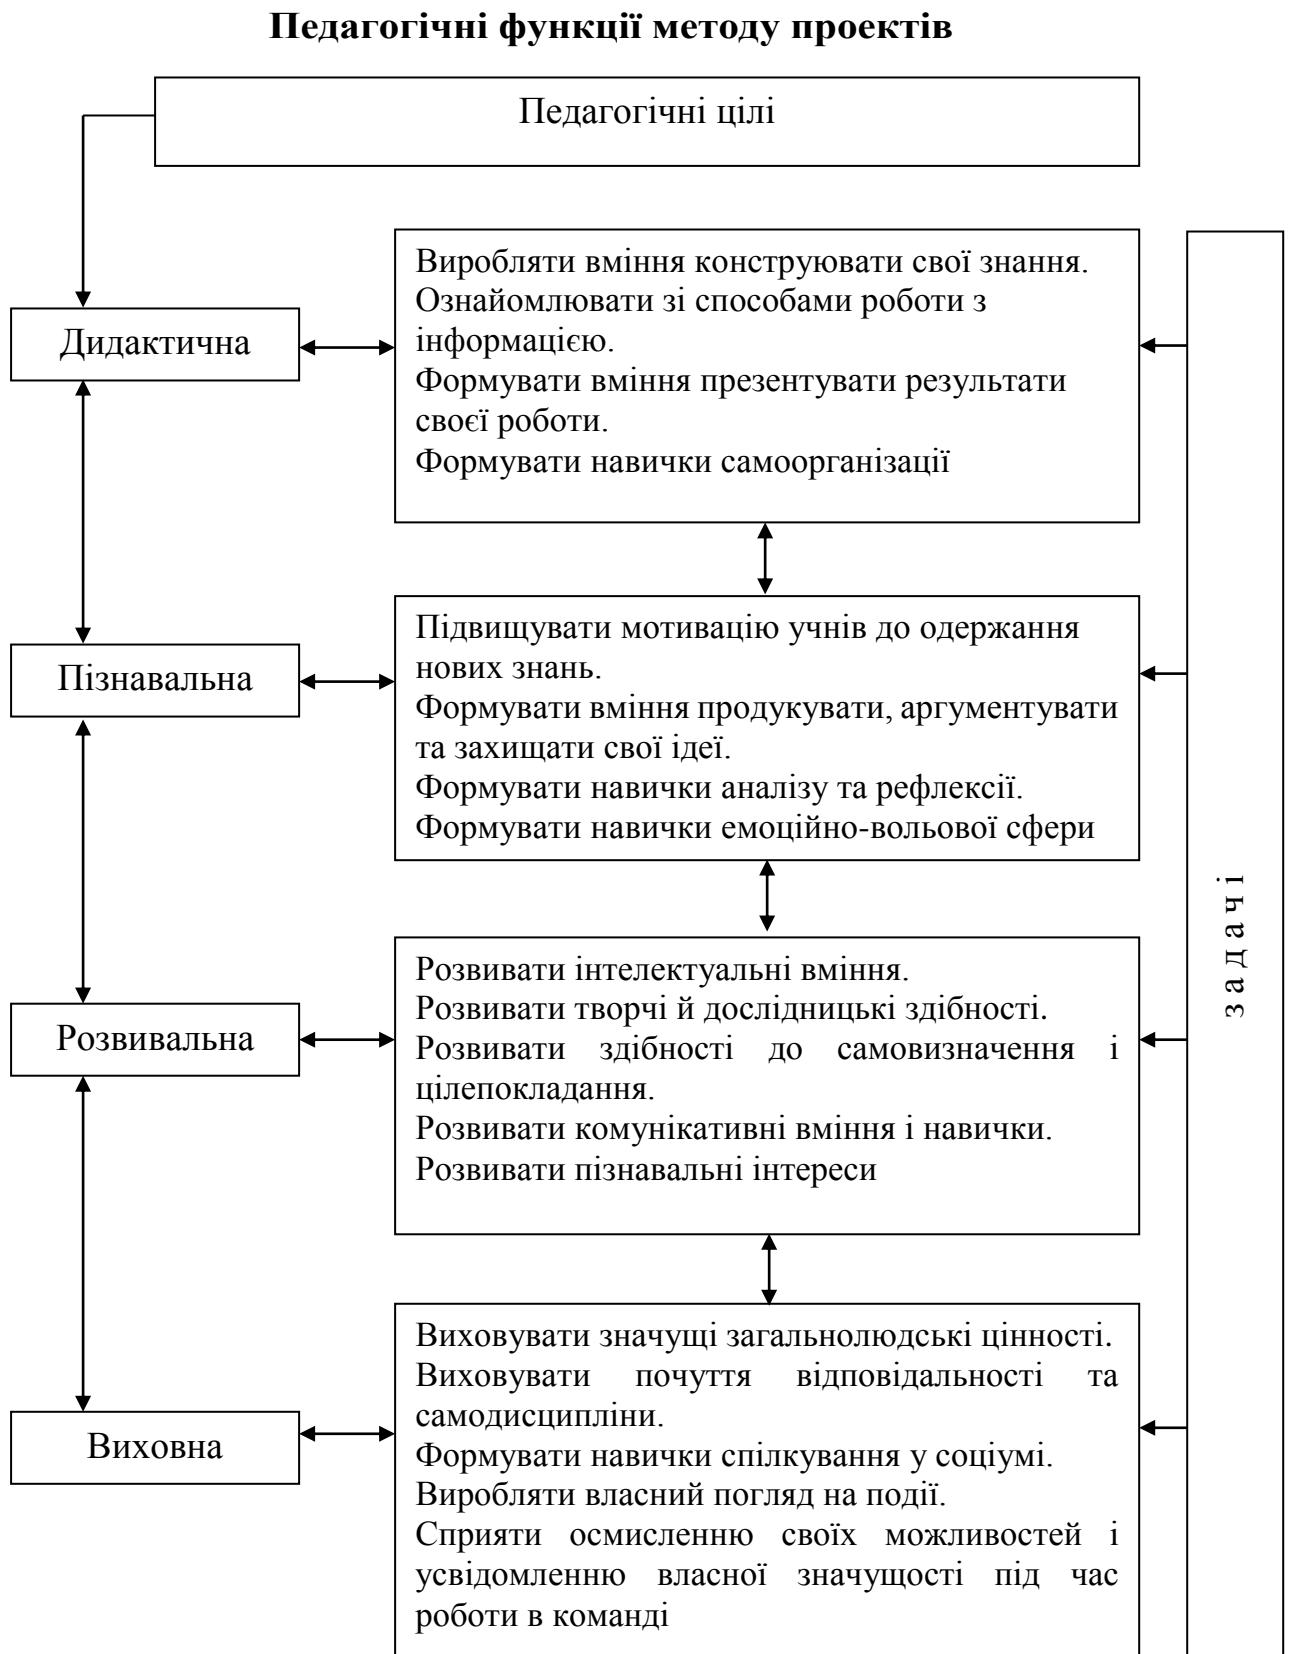 Педагогічні функції методу проектів
Педагогічні цілі
Дидактична
Виробляти вміння конструювати свої знання.
Ознайомлювати зі способами роботи з
інформацією.
Формувати вміння презентувати результати
своєї роботи.
Формувати навички самоорганізації
Пізнавальна
Підвищувати мотивацію учнів до одержання
нових знань.
Формувати вміння продукувати, аргументувати
та захищати свої ідеї.
Формувати навички аналізу та рефлексії.
Формувати навички емоційно-вольової сфери
Розвивальна
Розвивати інтелектуальні вміння.
Розвивати творчі й дослідницькі здібності.
Розвивати здібності до самовизначення і
цілепокладання.
Розвивати комунікативні вміння і навички.
Розвивати пізнавальні інтереси
Виховна
Виховувати значущі загальнолюдські цінності.
Виховувати почуття відповідальності та
самодисципліни.
Формувати навички спілкування у соціумі.
Виробляти власний погляд на події.
Сприяти осмисленню своїх можливостей і
усвідомленню власної значущості під час
роботи в команді
з а д а ч і